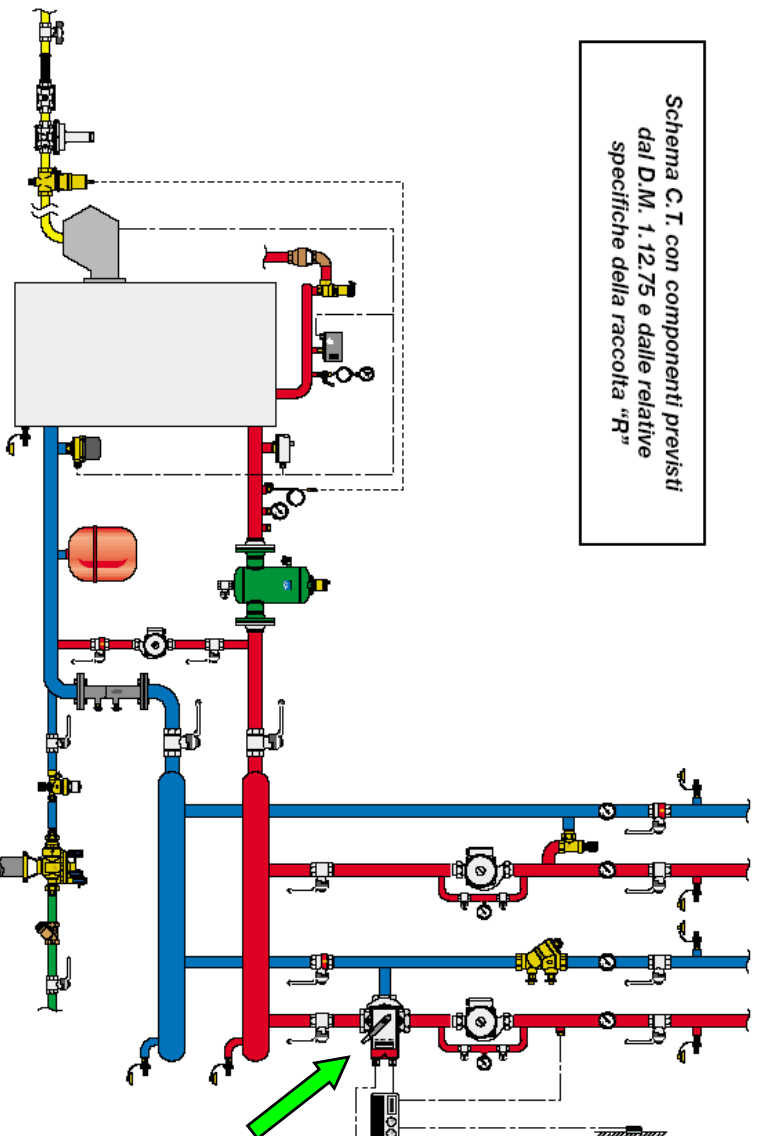 Schema C.T. con componenti previsti
dal D.M. 1.12.75 e dalle relative
specifiche della raccolta “R”